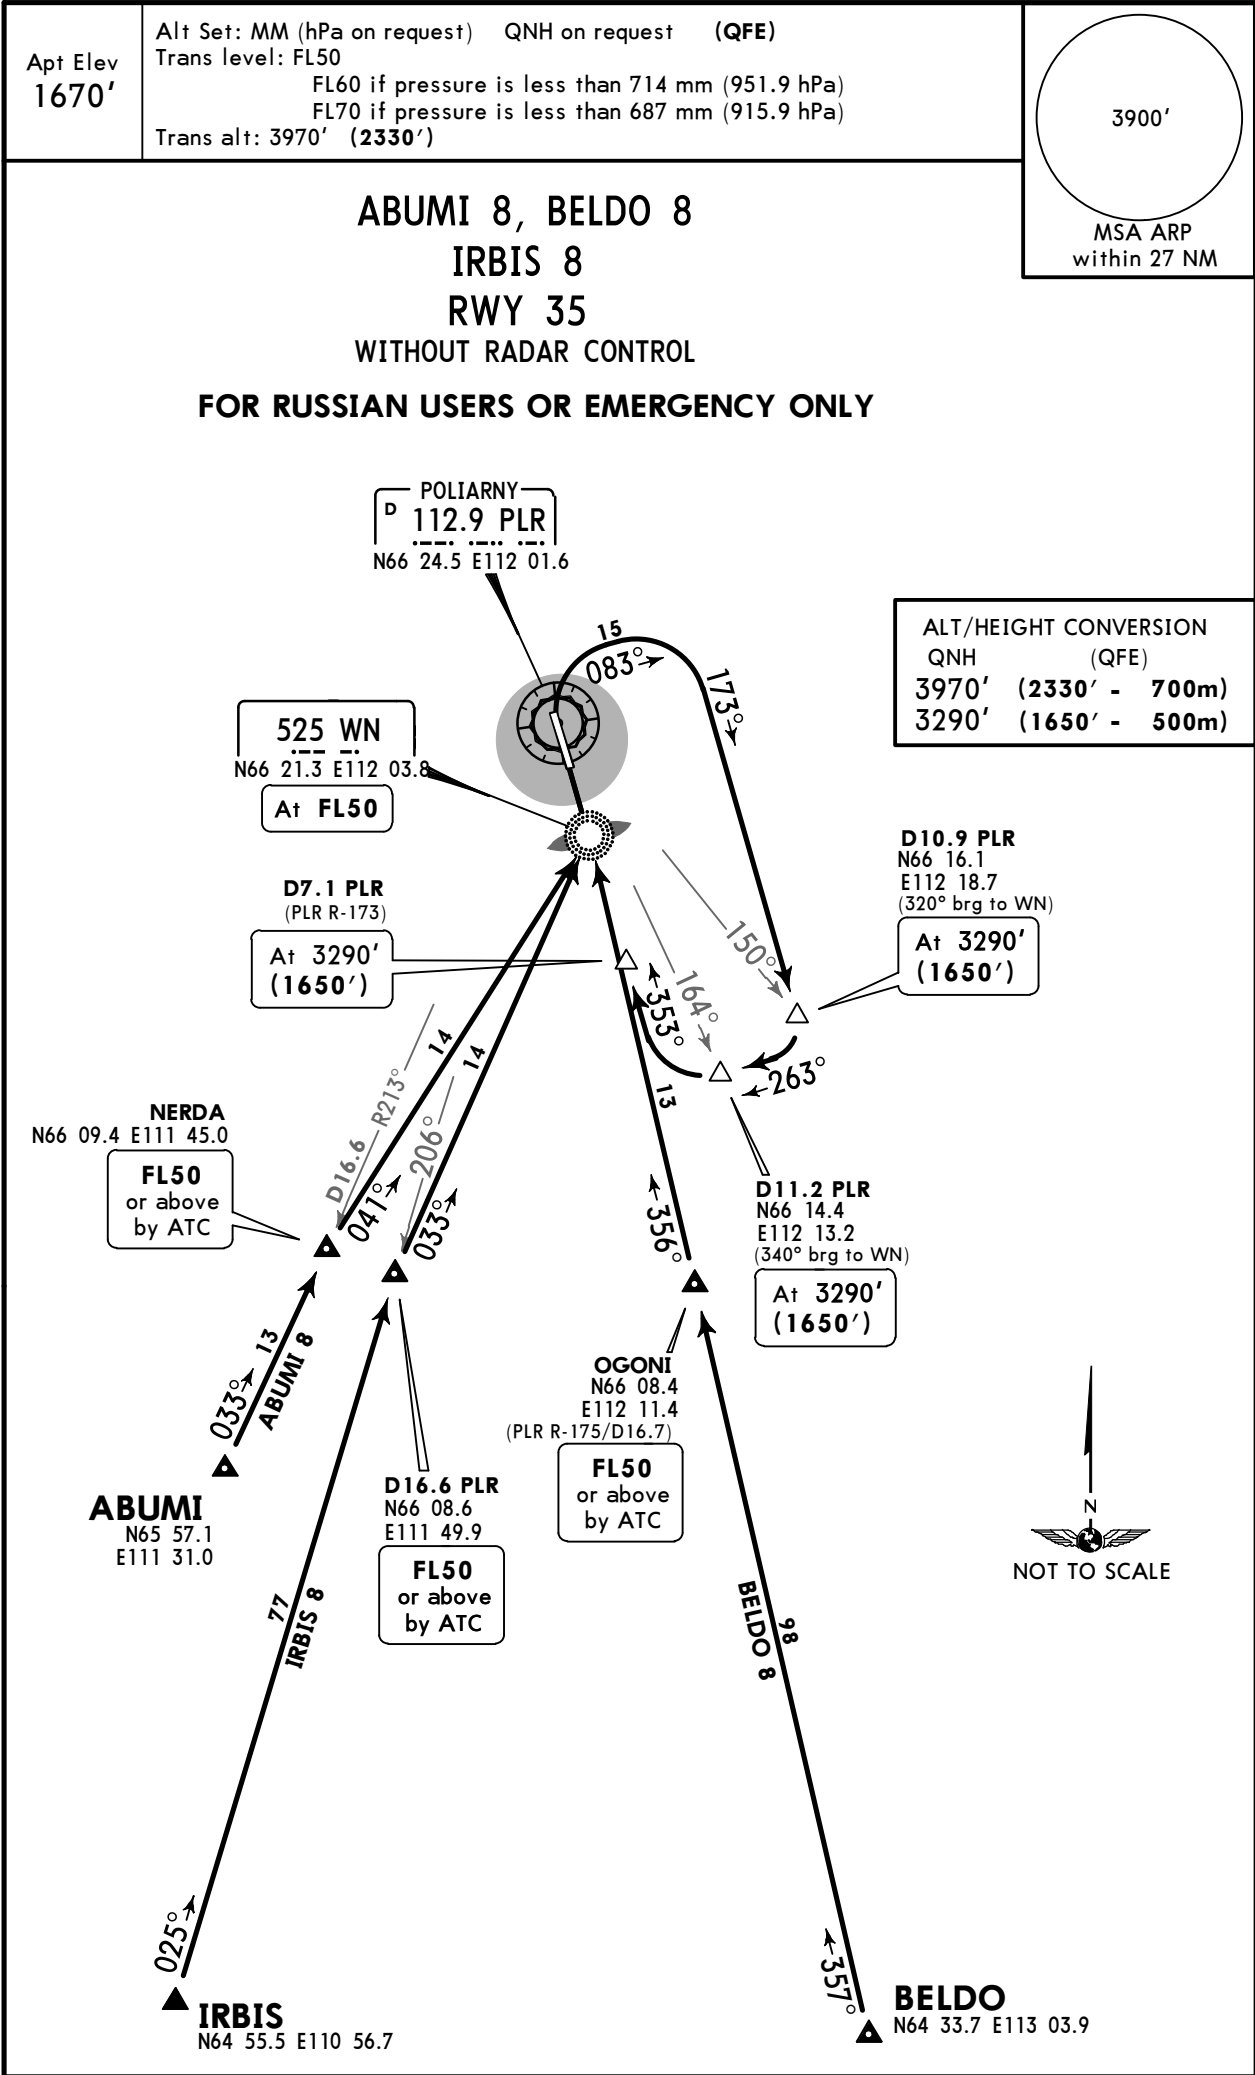 Apt Elev
1670'
Alt Set: MM (hPa on request) QNH on request (QFE)
Trans level: FL50
FL60 if pressure is less than 714 mm (951.9 hPa)
FL70 if pressure is less than 687 mm (915.9 hPa)
Trans alt: 3970' (2330')
3900'
MSA ARP
within 27 NM
ABUMI 8, BELDO 8
IRBIS 8
RWY 35
WITHOUT RADAR CONTROL
FOR RUSSIAN USERS OR EMERGENCY ONLY
POLIARNY
D 112.9 PLR
N66 24.5 E112 01.6
ALT/HEIGHT CONVERSION
QNH (QFE)
3970' (2330' - 700m)
3290' (1650' - 500m)
15
083°
173°
525 WN
N66 21.3 E112 03.8
At FL50
D10.9 PLR
N66 16.1
E112 18.7
(320° brg to WN)
At 3290'
(1650')
D7.1 PLR
(PLR R-173)
At 3290'
(1650')
150°
164°
353°
263°
14
14
13
D16.6 R213°
206°
041°
033°
356°
NERDA
N66 09.4 E111 45.0
FL50
or above
by ATC
D11.2 PLR
N66 14.4
E112 13.2
(340° brg to WN)
At 3290'
(1650')
13
ABUMI 8
033°
ABUMI
N65 57.1
E111 31.0
OGONI
N66 08.4
E112 11.4
(PLR R-175/D16.7)
FL50
or above
by ATC
D16.6 PLR
N66 08.6
E111 49.9
FL50
or above
by ATC
N
NOT TO SCALE
77
IRBIS 8
98
BELDO 8
025°
357°
IRBIS
N64 55.5 E110 56.7
BELDO
N64 33.7 E113 03.9